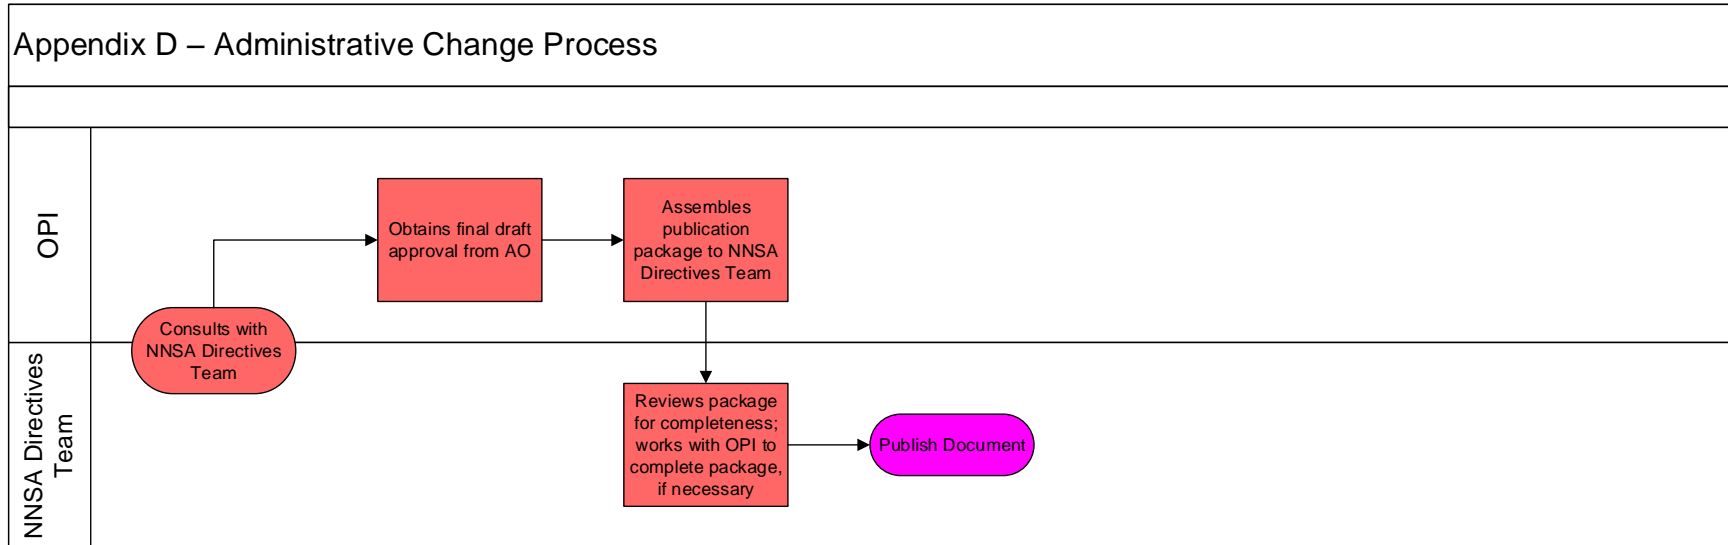 Appendix D – Administrative Change Process
OPI
Obtains final draft
approval from AO
Assembles
publication
package to NNSA
Directives Team
Consults with
NNSA Directives
Team
NNSA Directives
Team
Reviews package
for completeness;
works with OPI to
complete package,
if necessary
Publish Document